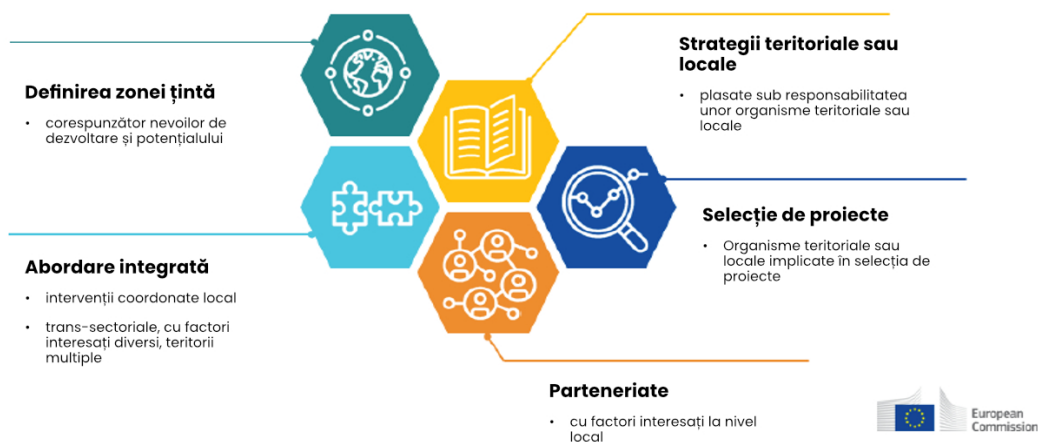 Definirea zonei țintă
• corespunzător nevoilor de
dezvoltare și potențialului
Abordare integrată
• intervenții coordonate local
• trans-sectoriale, cu factori
interesați diverși, teritorii
multiple
Strategii teritoriale sau
locale
• plasate sub responsabilitatea
unor organisme teritoriale sau
locale
Selecție de proiecte
• Organisme teritoriale sau
locale implicate în selecția de
proiecte
Parteneriate
• cu factori interesați la nivel
local
European
Commission